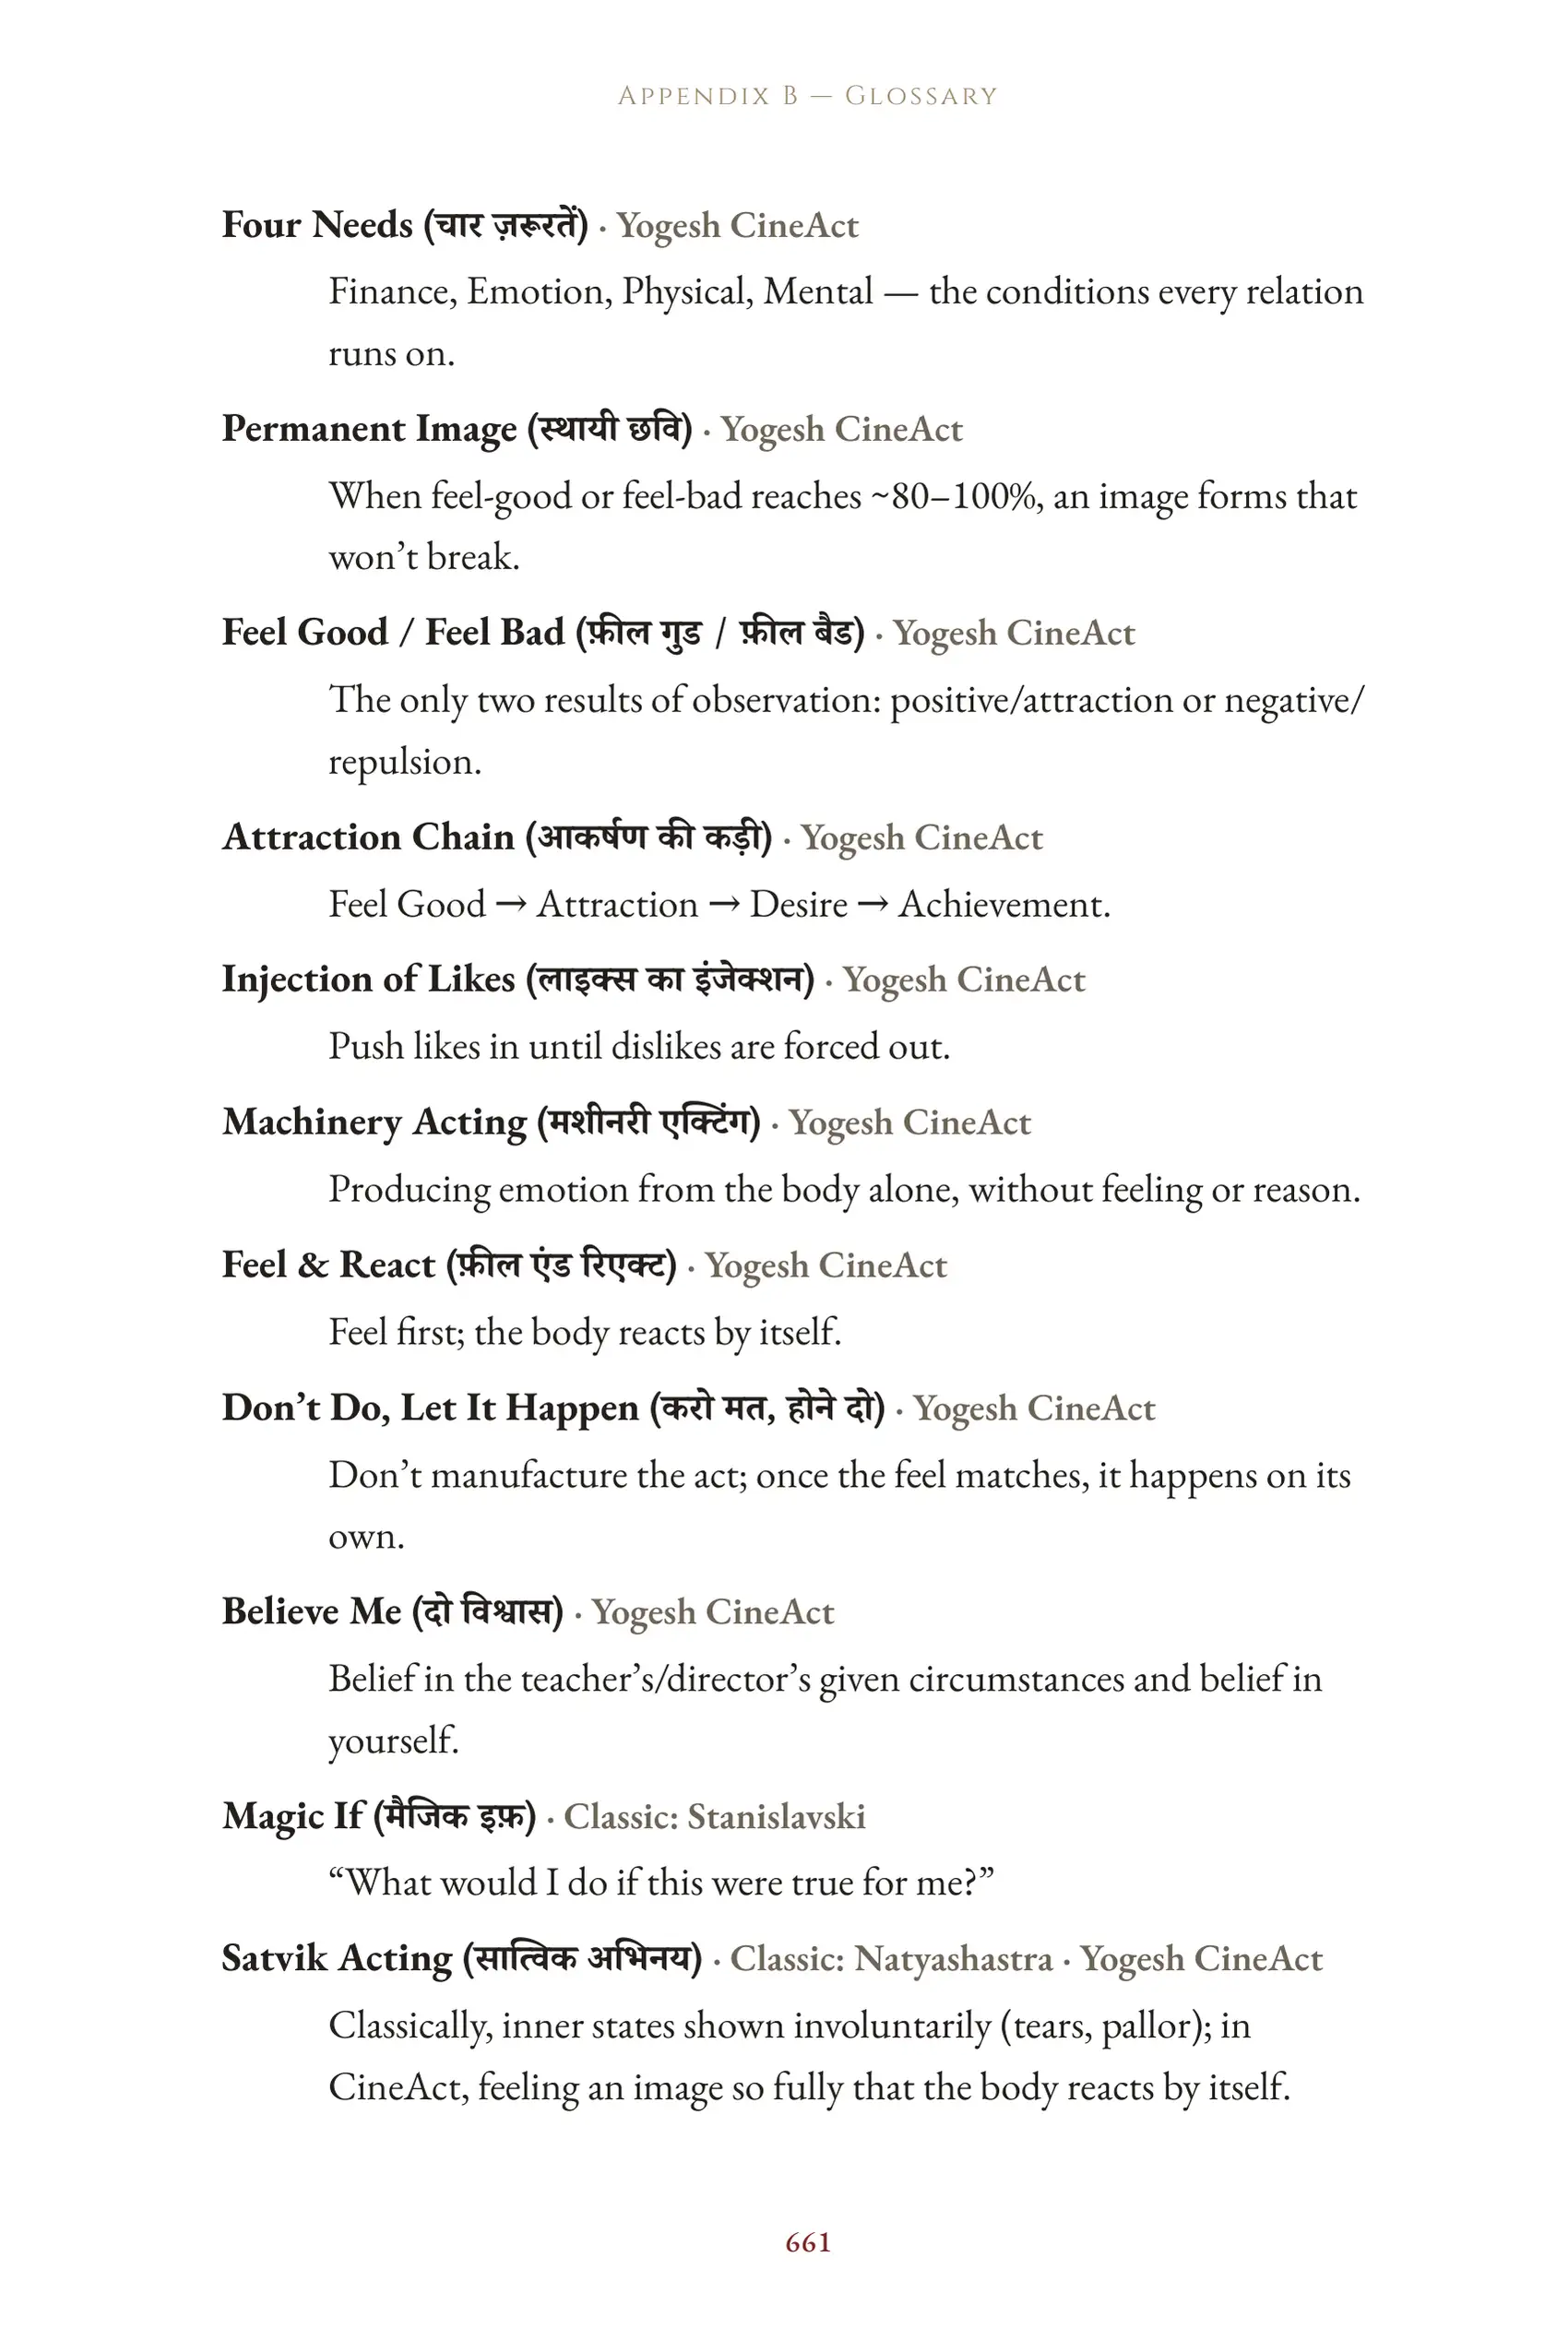 Appendix B — Glossary
Four Needs (चार ज़रूरतें) · Yogesh CineAct
Finance, Emotion, Physical, Mental — the conditions every relation
runs on.
Permanent Image (स्थायी छवि) · Yogesh CineAct
When feel-good or feel-bad reaches ~80–100%, an image forms that
won’t break.
Feel Good / Feel Bad (फ़ील गुड / फ़ील बैड) · Yogesh CineAct
The only two results of observation: positive/attraction or negative/
repulsion.
Attraction Chain (आकर्षण की कड़ी) · Yogesh CineAct
Feel Good → Attraction → Desire → Achievement.
Injection of Likes (लाइक्स का इंजेक्शन) · Yogesh CineAct
Push likes in until dislikes are forced out.
Machinery Acting (मशीनरी एक्टिंग) · Yogesh CineAct
Producing emotion from the body alone, without feeling or reason.
Feel & React (फ़ील एंड रिएक्ट) · Yogesh CineAct
Feel first; the body reacts by itself.
Don’t Do, Let It Happen (करो मत, होने दो) · Yogesh CineAct
Don’t manufacture the act; once the feel matches, it happens on its
own.
Believe Me (दो विश्वास) · Yogesh CineAct
Belief in the teacher’s/director’s given circumstances and belief in
yourself.
Magic If (मैजिक इफ़) · Classic: Stanislavski
“What would I do if this were true for me?”
Satvik Acting (सात्विक अभिनय) · Classic: Natyashastra · Yogesh CineAct
Classically, inner states shown involuntarily (tears, pallor); in
CineAct, feeling an image so fully that the body reacts by itself.
661